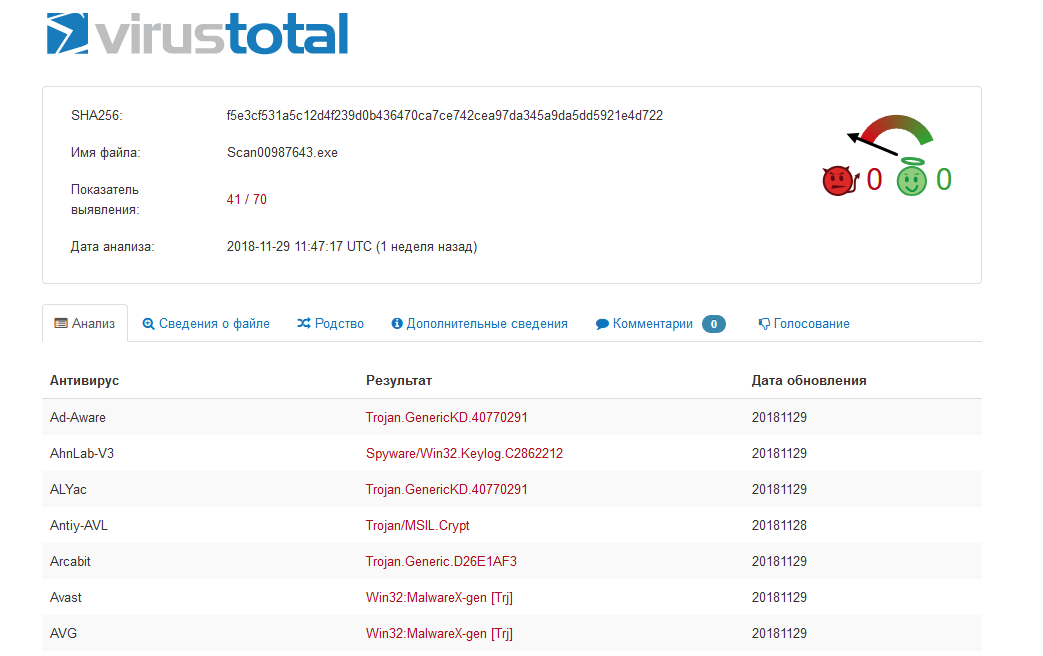 virustotal
SHA256: f5e3cf531a5c12d4f239d0b436470ca7ce742cea97da345a9da5dd5921e4d722
Имя файла: Scan00987643.exe
Показатель
выявления: 41 / 70
Дата анализа: 2018-11-29 11:47:17 UTC (1 неделя назад)
0 0
Анализ Сведения о файле Родство Дополнительные сведения Комментарии 0 Голосование
Антивирус Результат Дата обновления
Ad-Aware Trojan.GenericKD.40770291 20181129
AhnLab-V3 Spyware/Win32.Keylog.C2862212 20181129
ALYac Trojan.GenericKD.40770291 20181129
Antiy-AVL Trojan/MSIL.Crypt 20181128
Arcabit Trojan.Generic.D26E1AF3 20181129
Avast Win32:MalwareX-gen [Trj] 20181129
AVG Win32:MalwareX-gen [Trj] 20181129